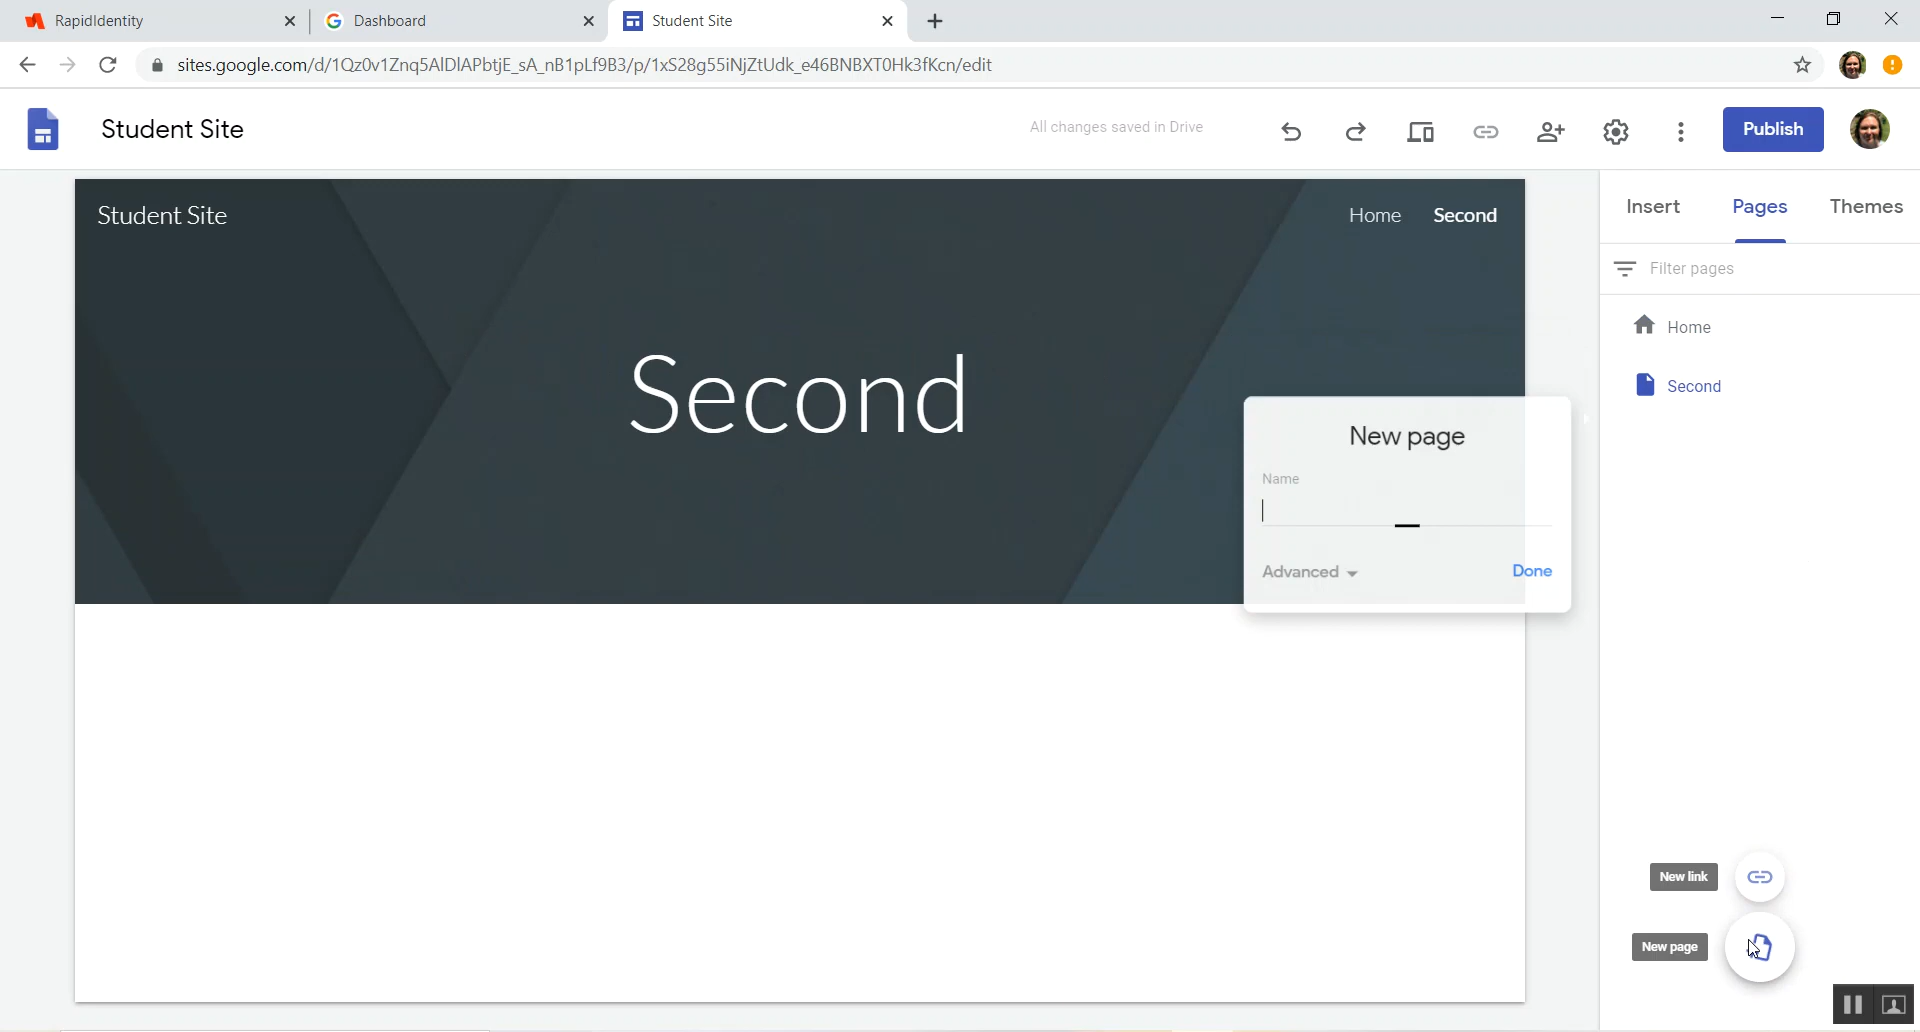 RapidIdentity
Dashboard
Student Site
sites.google.com/d/1Qz0v1Znq5AlDlAPbtjE_sA_nB1pLf9B3/p/1xS28g55iNjZtUdk_e46BNBXT0Hk3fKcn/edit
Student Site
All changes saved in Drive
Publish
Student Site
Home
Second
Insert
Pages
Themes
Filter pages
Home
Second
Second
New page
Name
Advanced
Done
New link
New page